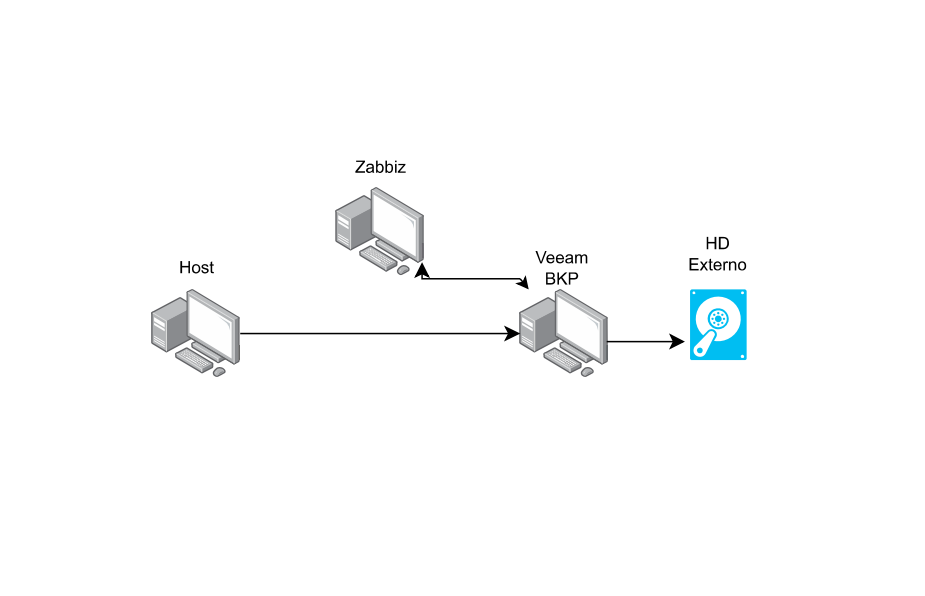 Zabbiz
Host
Veeam
BKP
HD
Externo